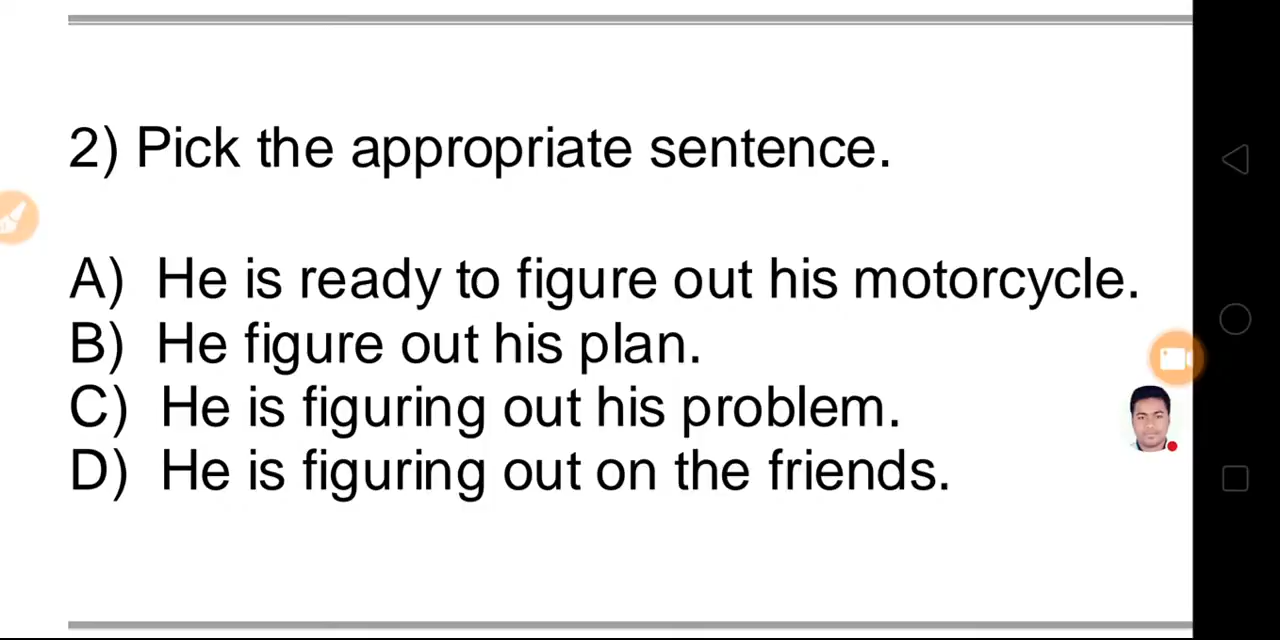 2) Pick the appropriate sentence.
A) He is ready to figure out his motorcycle.
B) He figure out his plan.
C) He is figuring out his problem.
D) He is figuring out on the friends.